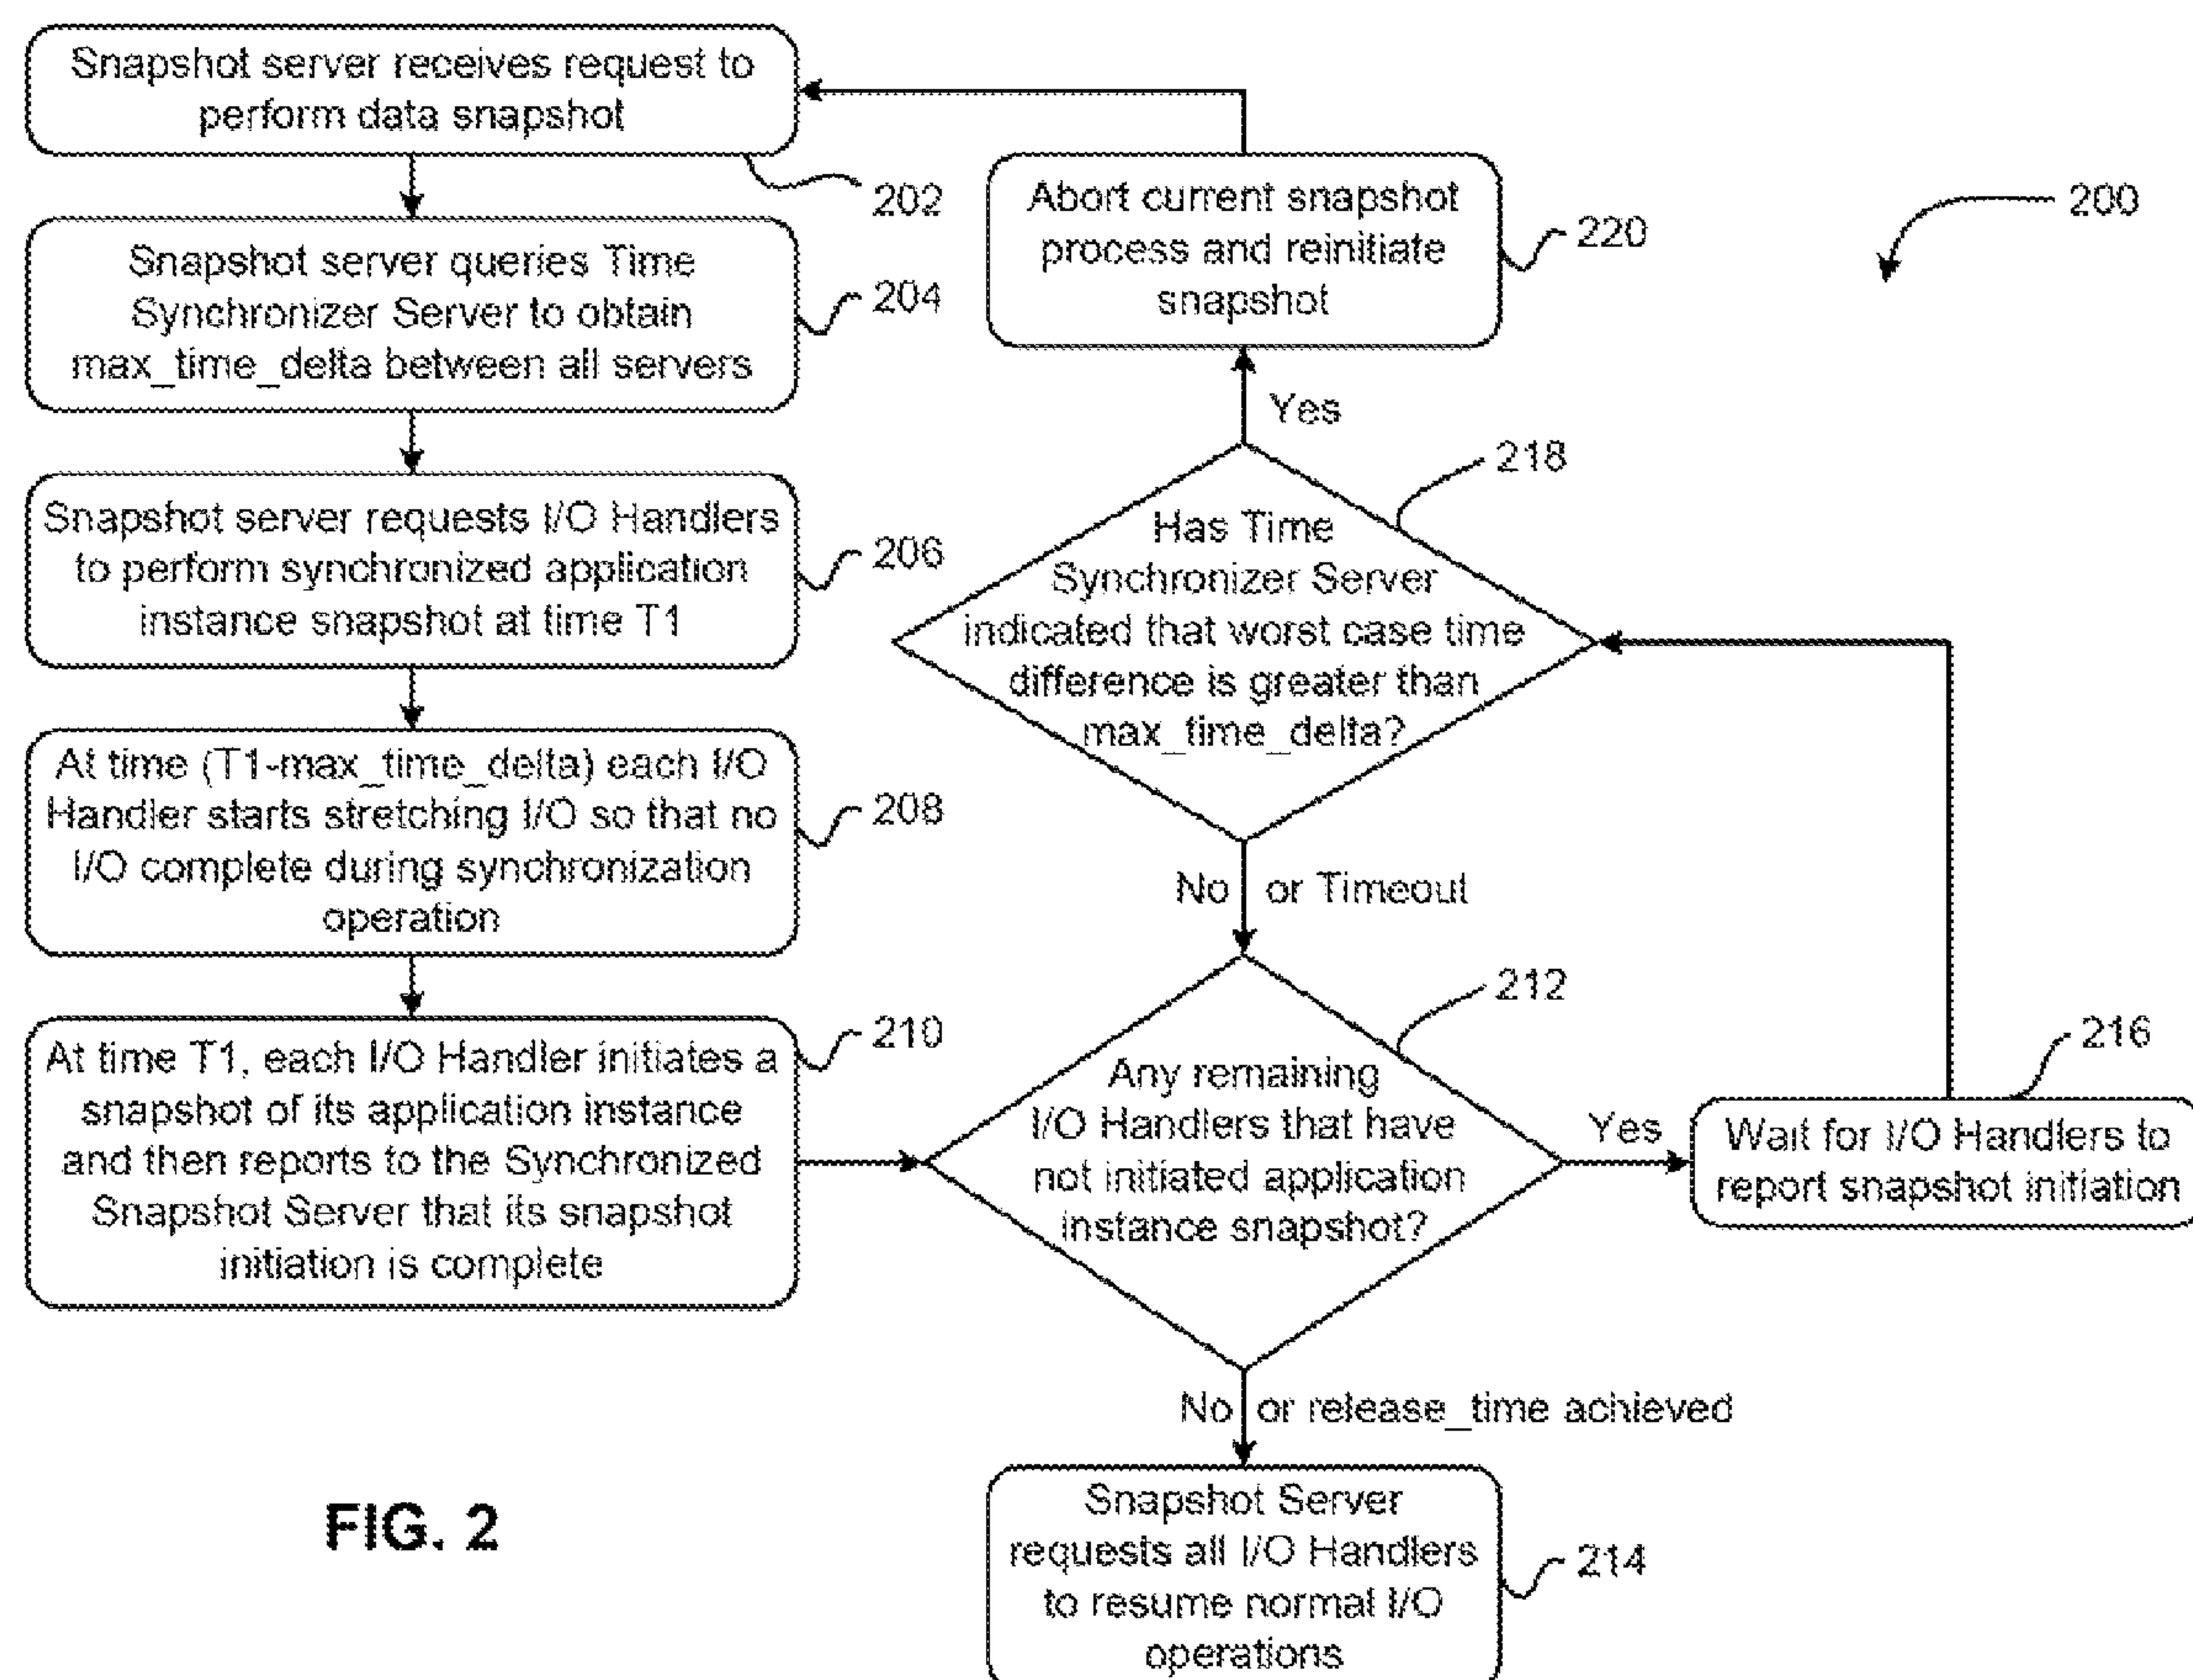 Snapshot server receives request to
perform data snapshot
202
Snapshot server queries Time
Synchronizer Server to obtain
max_time_delta between all servers
204
Snapshot server requests I/O Handlers
to perform synchronized application
instance snapshot at time T1
206
At time (T1-max_time_delta) each I/O
Handler starts stretching I/O so that no
I/O complete during synchronization
operation
208
At time T1, each I/O Handler initiates a
snapshot of its application instance
and then reports to the Synchronized
Snapshot Server that its snapshot
initiation is complete
210
Abort current snapshot
process and reinitiate
snapshot
220
200
Yes
218
Has Time
Synchronizer Server
indicated that worst case time
difference is greater than
max_time_delta?
No or Timeout
212
Any remaining
I/O Handlers that have
not initiated application
instance snapshot?
Yes
216
Wait for I/O Handlers to
report snapshot initiation
No or release_time achieved
Snapshot Server
requests all I/O Handlers
to resume normal I/O
operations
214
FIG. 2